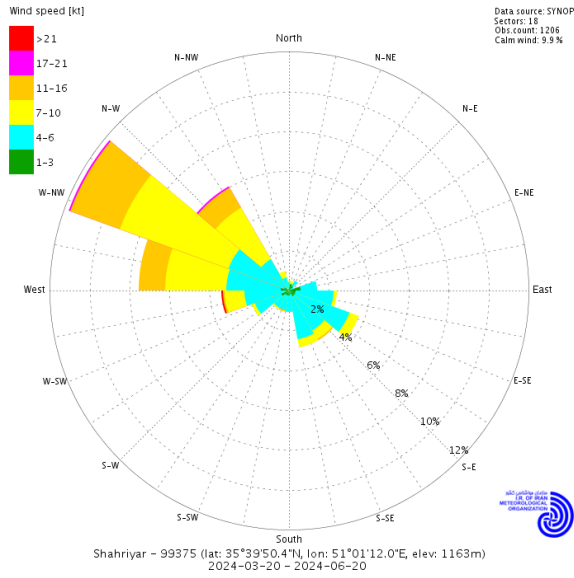 Wind speed [kt]
>21
17-21
11-16
7-10
4-6
1-3
Data source: SYNOP
Sectors: 18
Obs.count: 1206
Calm wind: 9.9 %
North
N-NW
N-NE
N-W
N-E
W-NW
E-NE
West
East
2%
4%
6%
8%
10%
12%
W-SW
E-SE
S-W
S-E
S-SW
S-SE
South
I.R. OF IRAN
METEOROLOGICAL
ORGANIZATION
Shahriyar - 99375 (lat: 35°39'50.4"N, lon: 51°01'12.0"E, elev: 1163m)
2024-03-20 - 2024-06-20